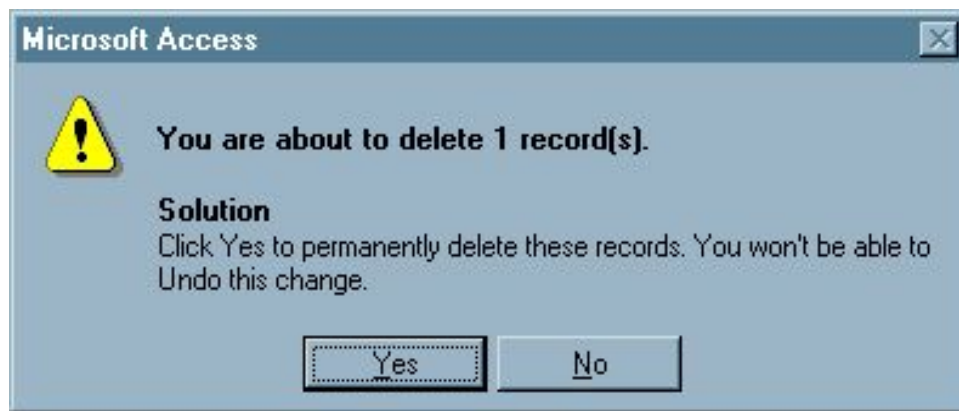 Microsoft Access
You are about to delete 1 record(s).
Solution
Click Yes to permanently delete these records. You won't be able to
Undo this change.
Yes No